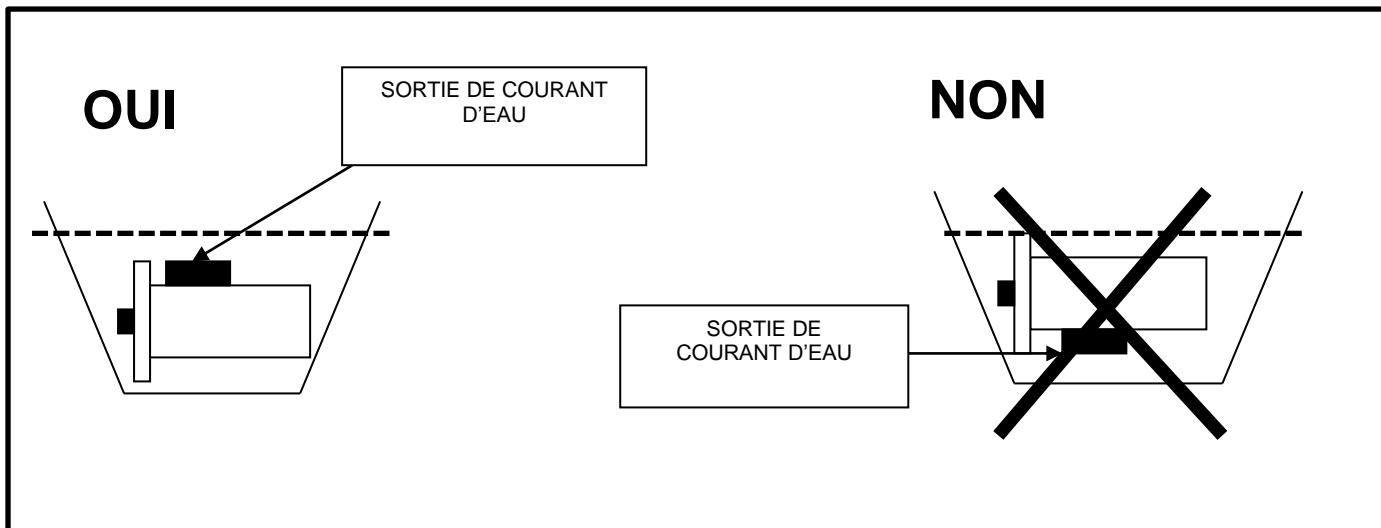 OUI
SORTIE DE COURANT
D’EAU
NON
SORTIE DE
COURANT D’EAU